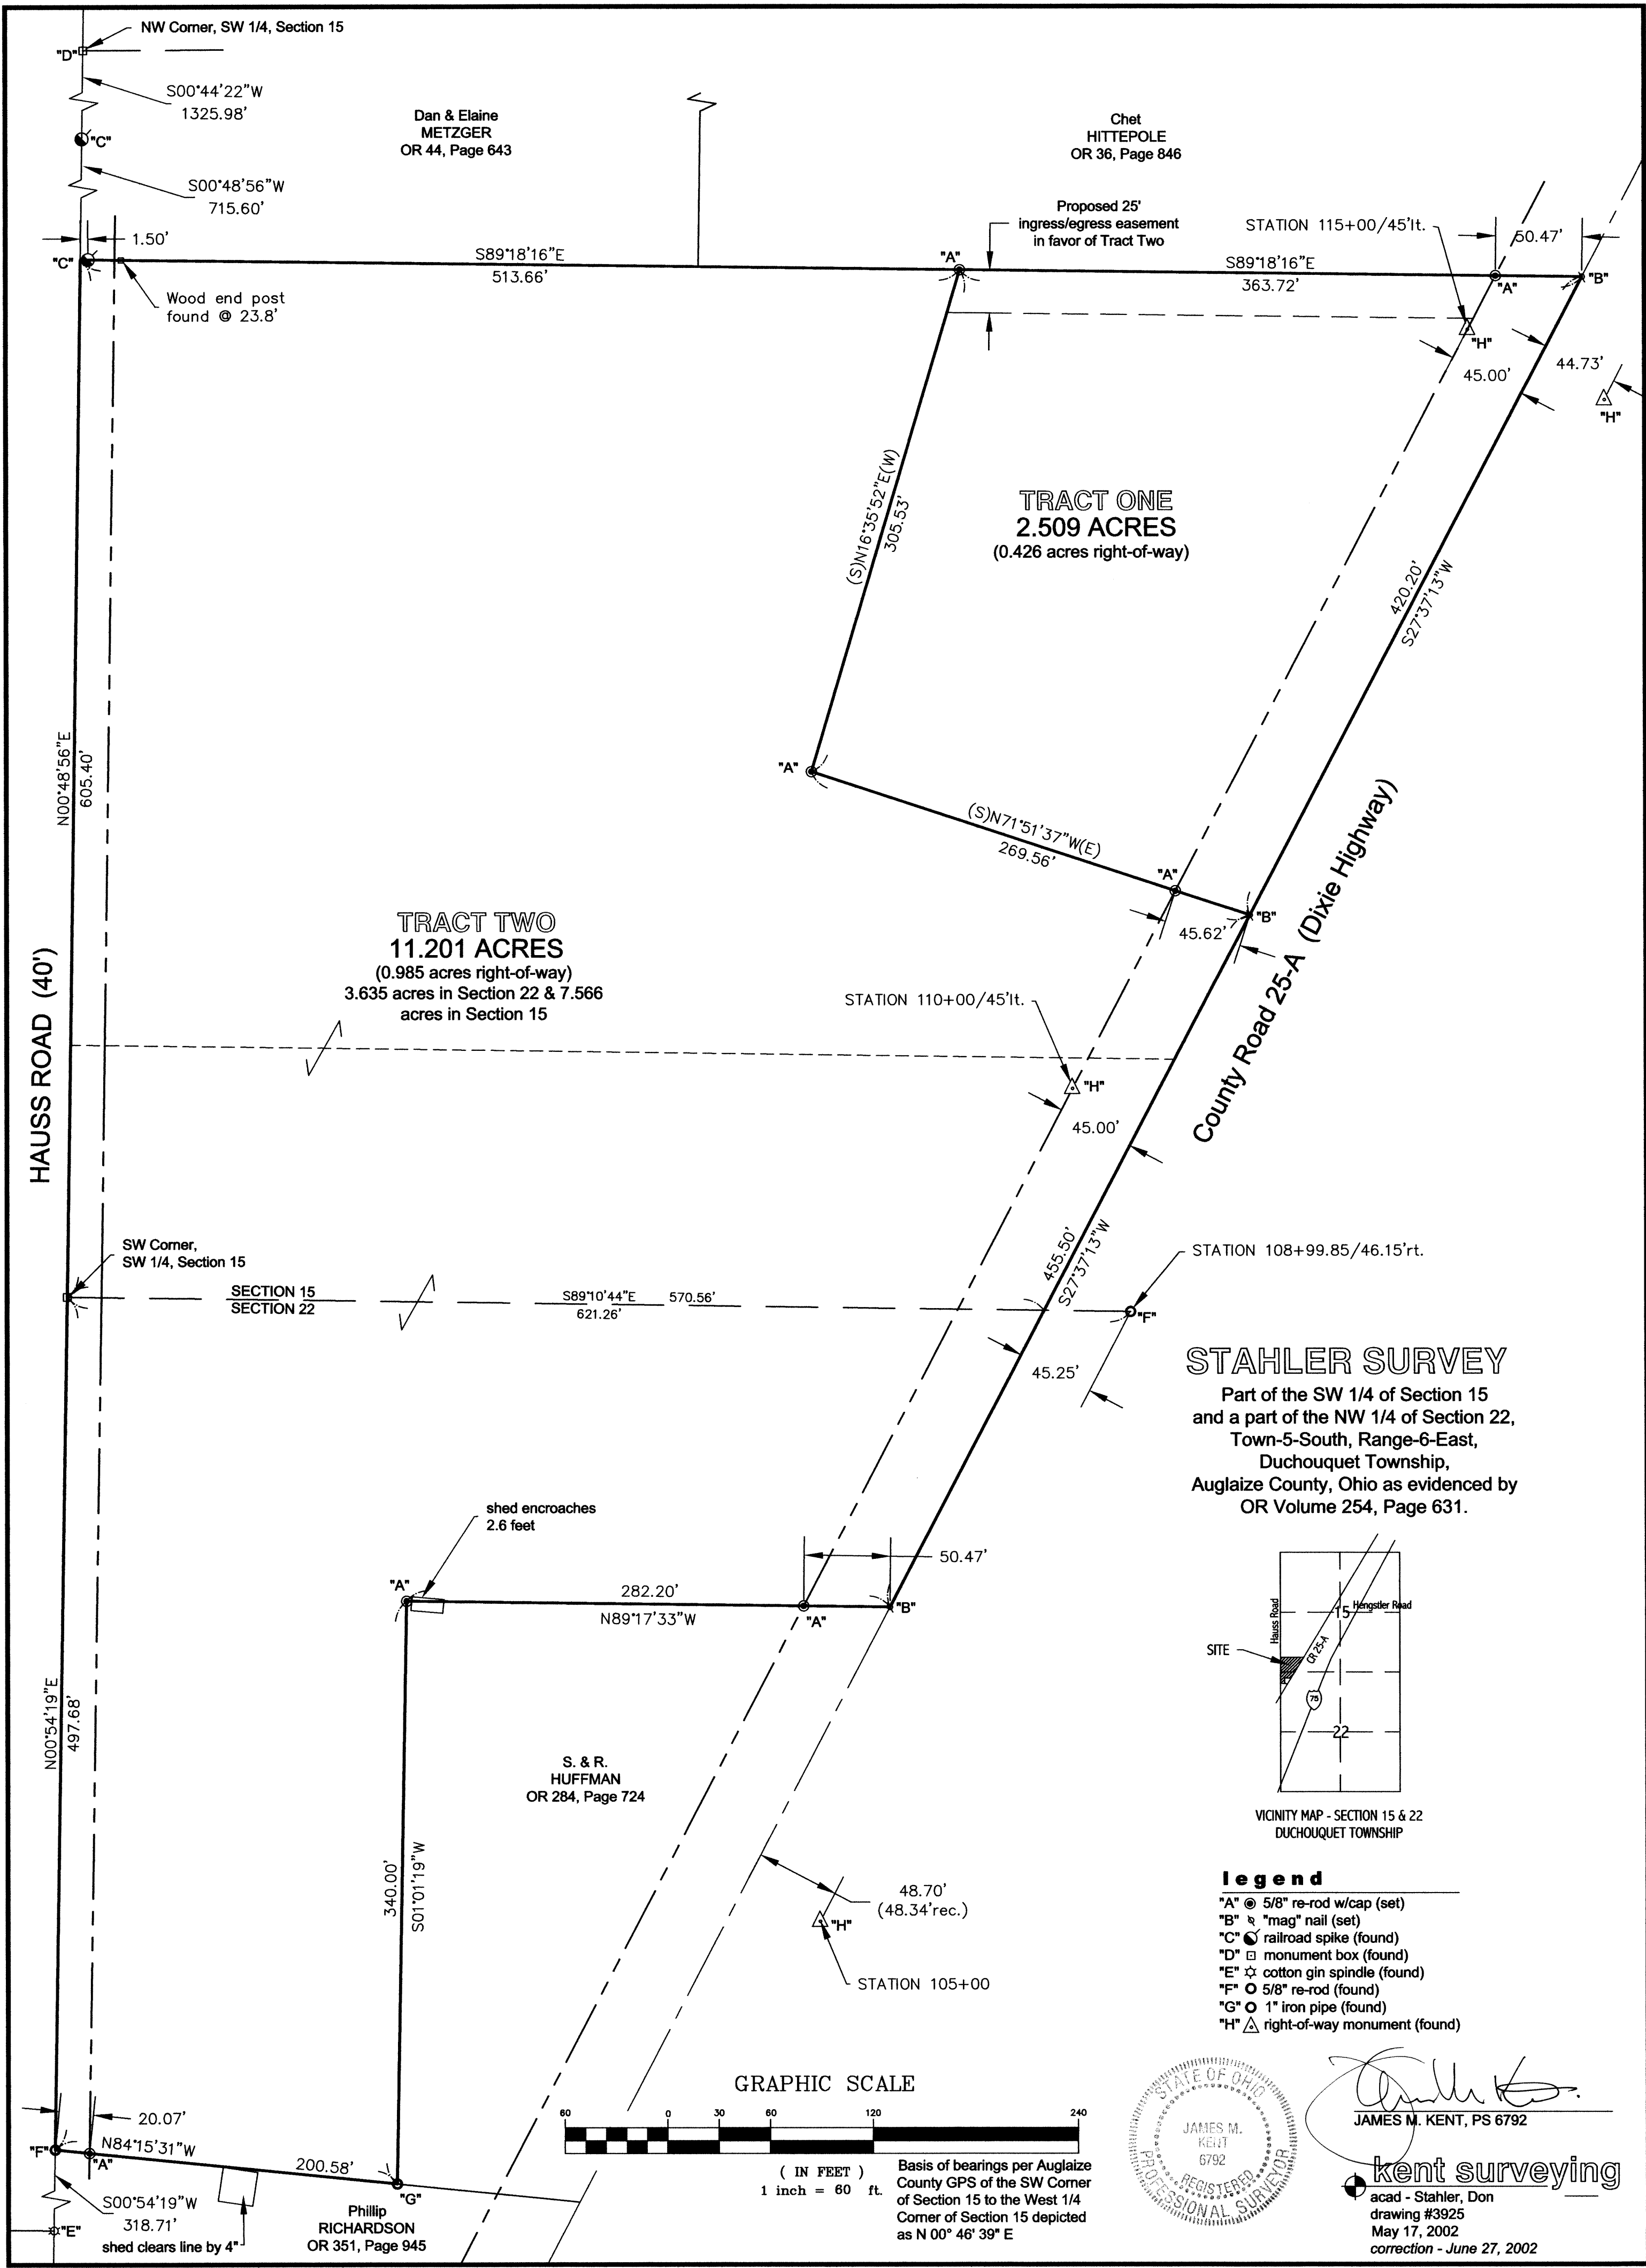 NW Corner, SW 1/4, Section 15
"D"
S00°44'22"W
1325.98'
"C"
S00°48'56"W
715.60'
Dan & Elaine
METZGER
OR 44, Page 643
Chet
HITTEPOLE
OR 36, Page 846
Proposed 25'
ingress/egress easement
in favor of Tract Two
STATION 115+00/45'lt.
50.47'
1.50'
"C"
S89°18'16"E
513.66'
"A"
S89°18'16"E
363.72'
"A"
"B"
Wood end post
found @ 23.8'
"H"
45.00'
44.73'
"H"
(S)N16°35'52"E(W)
305.53'
TRACT ONE
2.509 ACRES
(0.426 acres right-of-way)
420.20'
S27°37'13"W
N00°48'56"E
605.40'
"A"
(S)N71°51'37"W(E)
269.56'
"A"
"B"
45.62'
County Road 25-A (Dixie Highway)
TRACT TWO
11.201 ACRES
(0.985 acres right-of-way)
3.635 acres in Section 22 & 7.566
acres in Section 15
HAUSS ROAD (40')
STATION 110+00/45'lt.
"H"
45.00'
SW Corner,
SW 1/4, Section 15
SECTION 15
SECTION 22
S89°10'44"E 570.56'
621.26'
455.50'
S27°37'13"W
STATION 108+99.85/46.15'rt.
"F"
45.25'
STAHLER SURVEY
Part of the SW 1/4 of Section 15
and a part of the NW 1/4 of Section 22,
Town-5-South, Range-6-East,
Duchouquet Township,
Auglaize County, Ohio as evidenced by
OR Volume 254, Page 631.
shed encroaches
2.6 feet
50.47'
"A"
282.20'
N89°17'33"W
"A"
"B"
Hauss Road
15
Hengstler Road
SITE
CR 25-A
75
22
VICINITY MAP - SECTION 15 & 22
DUCHOUQUET TOWNSHIP
N00°54'19"E
497.68'
S. & R.
HUFFMAN
OR 284, Page 724
340.00'
S01°01'19"W
48.70'
(48.34'rec.)
"H"
STATION 105+00
legend
"A" 5/8" re-rod w/cap (set)
"B" "mag" nail (set)
"C" railroad spike (found)
"D" monument box (found)
"E" cotton gin spindle (found)
"F" 5/8" re-rod (found)
"G" 1" iron pipe (found)
"H" right-of-way monument (found)
20.07'
"F"
N84°15'31"W
"A"
200.58'
"G"
S00°54'19"W
318.71'
"E"
shed clears line by 4"
Phillip
RICHARDSON
OR 351, Page 945
GRAPHIC SCALE
60 0 30 60 120 240
( IN FEET )
1 inch = 60 ft.
Basis of bearings per Auglaize
County GPS of the SW Corner
of Section 15 to the West 1/4
Corner of Section 15 depicted
as N 00° 46' 39" E
STATE OF OHIO
JAMES M.
KENT
6792
REGISTERED
PROFESSIONAL SURVEYOR
JAMES M. KENT, PS 6792
kent surveying
acad - Stahler, Don
drawing #3925
May 17, 2002
correction - June 27, 2002